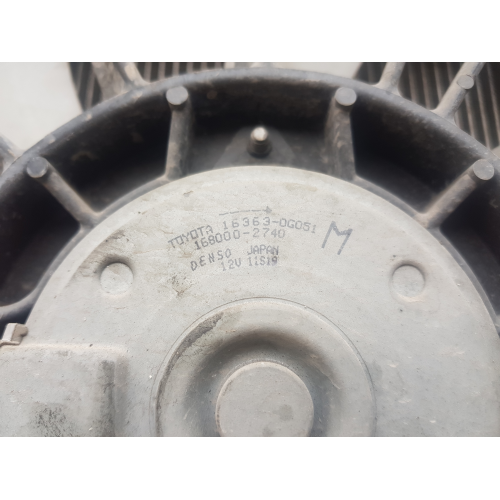 TOYOTA 16363-0G051
168000-2740
DENSO JAPAN
12V 11S19
M